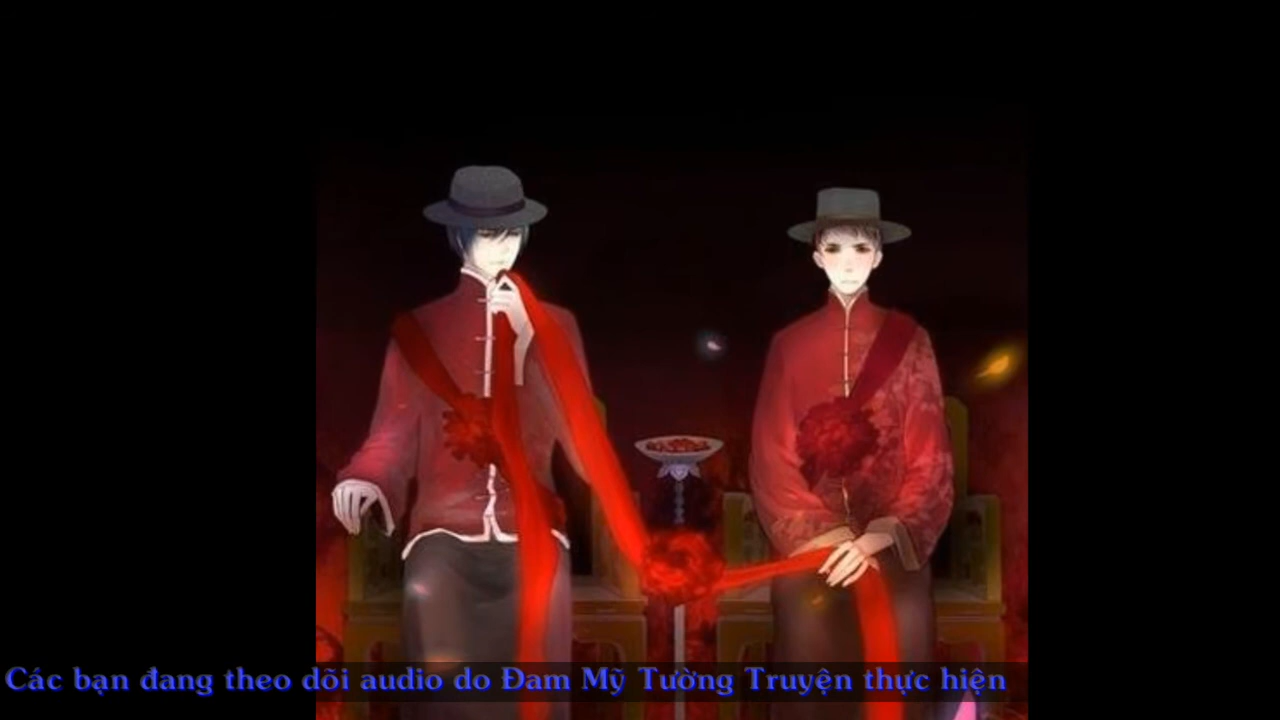 Các bạn đang theo dõi audio do Đam Mỹ Tường Truyện thực hiện